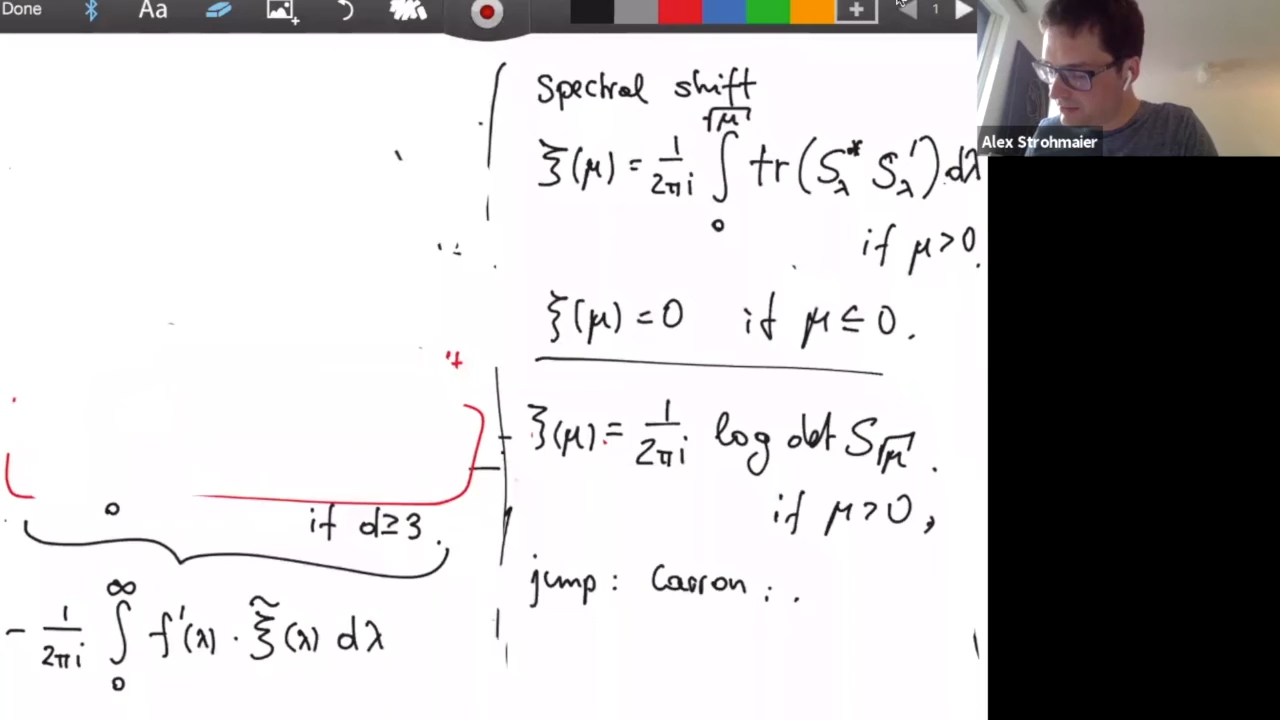 Done Aa 1
Spectral shift
ξ(μ) = 1/2πi ∫₀^√μ tr(S*_λ S'_λ) dλ
if μ>0.
ξ(μ) = 0 if μ ≤ 0.
ξ(μ) = 1/2πi log det S_√μ.
if μ>0,
jump: Carron : .
0 if d≥3.
- 1/2πi ∫₀^∞ f'(λ) · ξ̃(λ) dλ
Alex Strohmaier